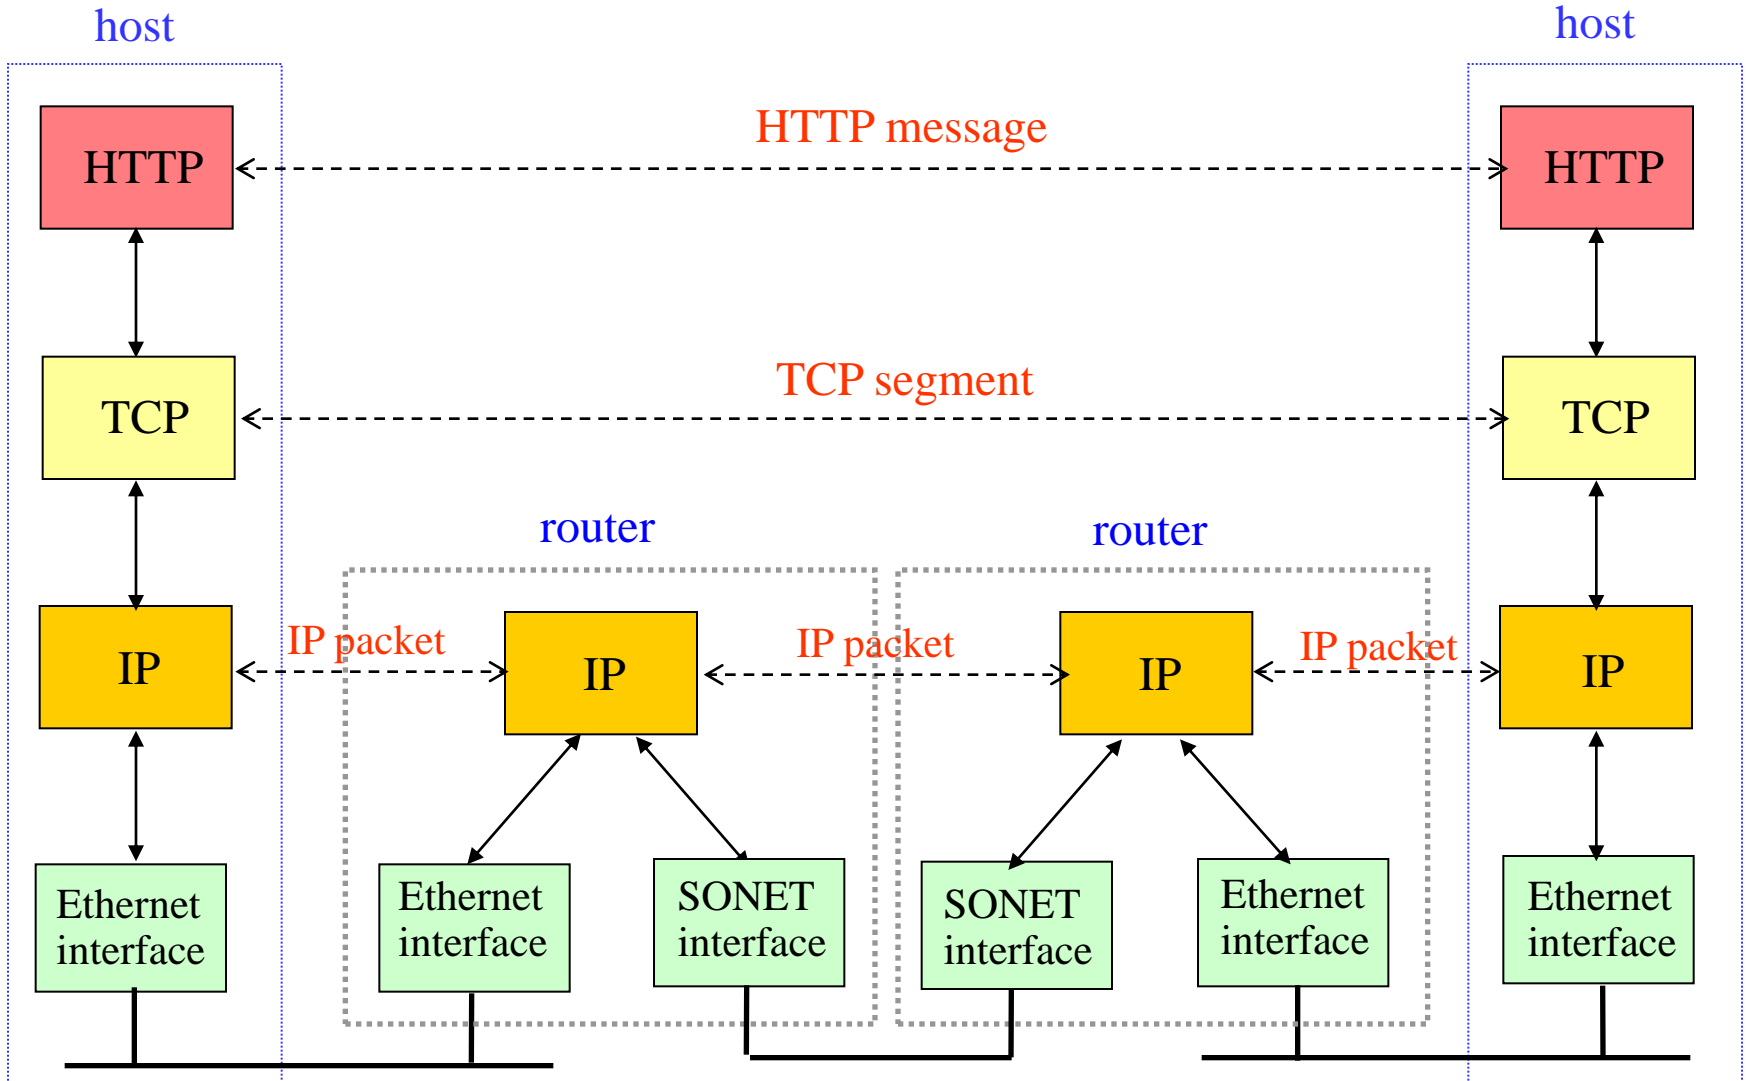 host
host
HTTP
HTTP message
HTTP
TCP
TCP segment
TCP
router
router
IP
IP packet
IP
IP packet
IP
IP packet
IP
Ethernet
interface
Ethernet
interface
SONET
interface
SONET
interface
Ethernet
interface
Ethernet
interface